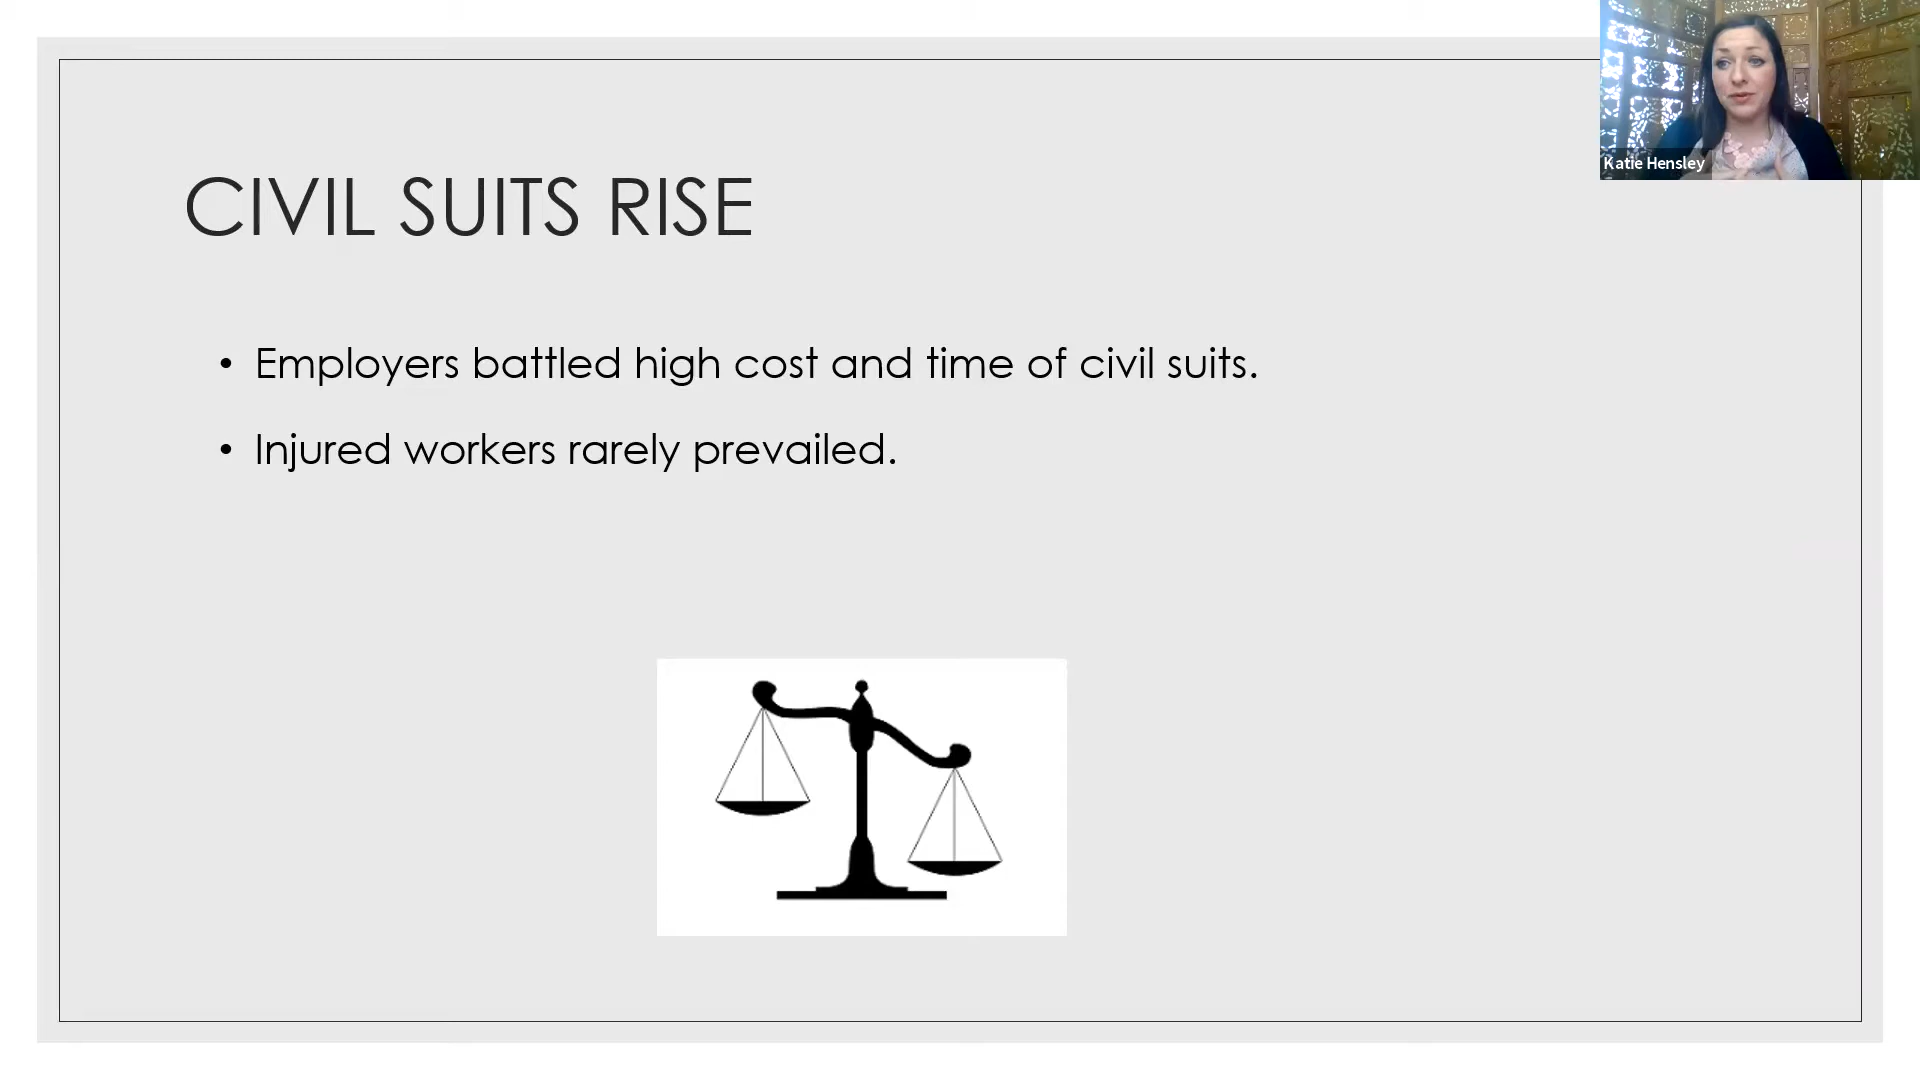 CIVIL SUITS RISE
• Employers battled high cost and time of civil suits.
• Injured workers rarely prevailed.
Katie Hensley